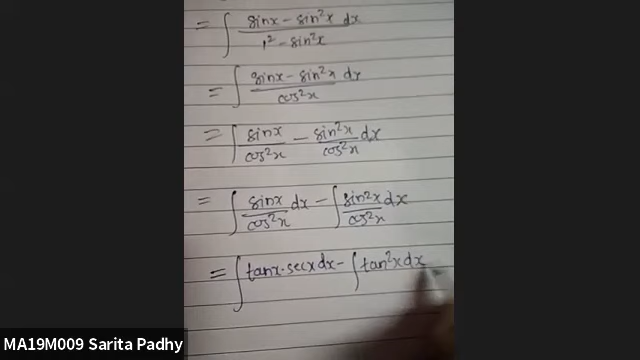 = ∫ sinx - sin²x / 1² - sin²x dx
= ∫ sinx - sin²x / cos²x dx
= ∫ sinx / cos²x - sin²x / cos²x dx
= ∫ sinx / cos²x dx - ∫ sin²x / cos²x dx
= ∫ tanx·secx dx - ∫ tan²x dx
MA19M009 Sarita Padhy